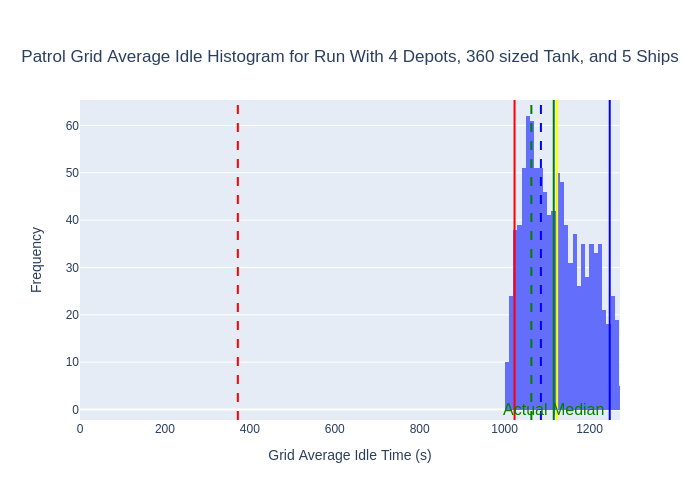 Patrol Grid Average Idle Histogram for Run With 4 Depots, 360 sized Tank, and 5 Ships
60
50
40
30
20
10
0
Frequency
Actual Median
0 200 400 600 800 1000 1200
Grid Average Idle Time (s)